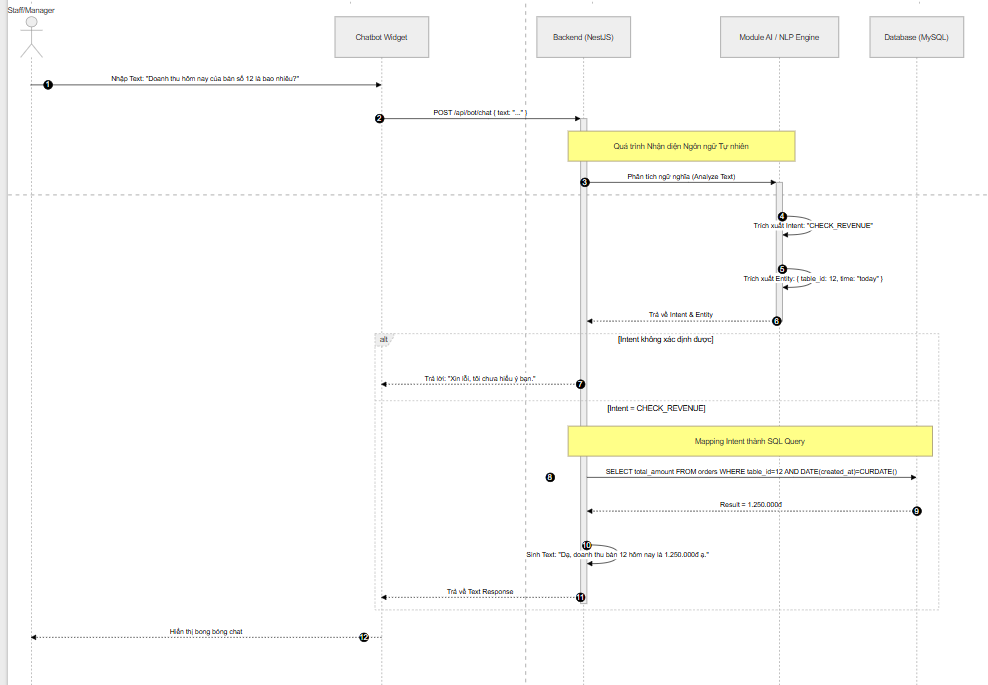 Staff/Manager
Chatbot Widget
Backend (NestJS)
Module AI / NLP Engine
Database (MySQL)
1
Nhập Text: "Doanh thu hôm nay của bàn số 12 là bao nhiêu?"
2
POST /api/bot/chat { text: "..." }
Quá trình Nhận diện Ngôn ngữ Tự nhiên
3
Phân tích ngữ nghĩa (Analyze Text)
4
Trích xuất Intent: "CHECK_REVENUE"
5
Trích xuất Entity: { table_id: 12, time: "today" }
Trả về Intent & Entity
6
alt
[Intent không xác định được]
Trả lời: "Xin lỗi, tôi chưa hiểu ý bạn."
7
[Intent = CHECK_REVENUE]
Mapping Intent thành SQL Query
8
SELECT total_amount FROM orders WHERE table_id=12 AND DATE(created_at)=CURDATE()
Result = 1.250.000đ
9
10
Sinh Text: "Dạ, doanh thu bàn 12 hôm nay là 1.250.000đ ạ."
Trả về Text Response
11
Hiển thị bong bóng chat
12